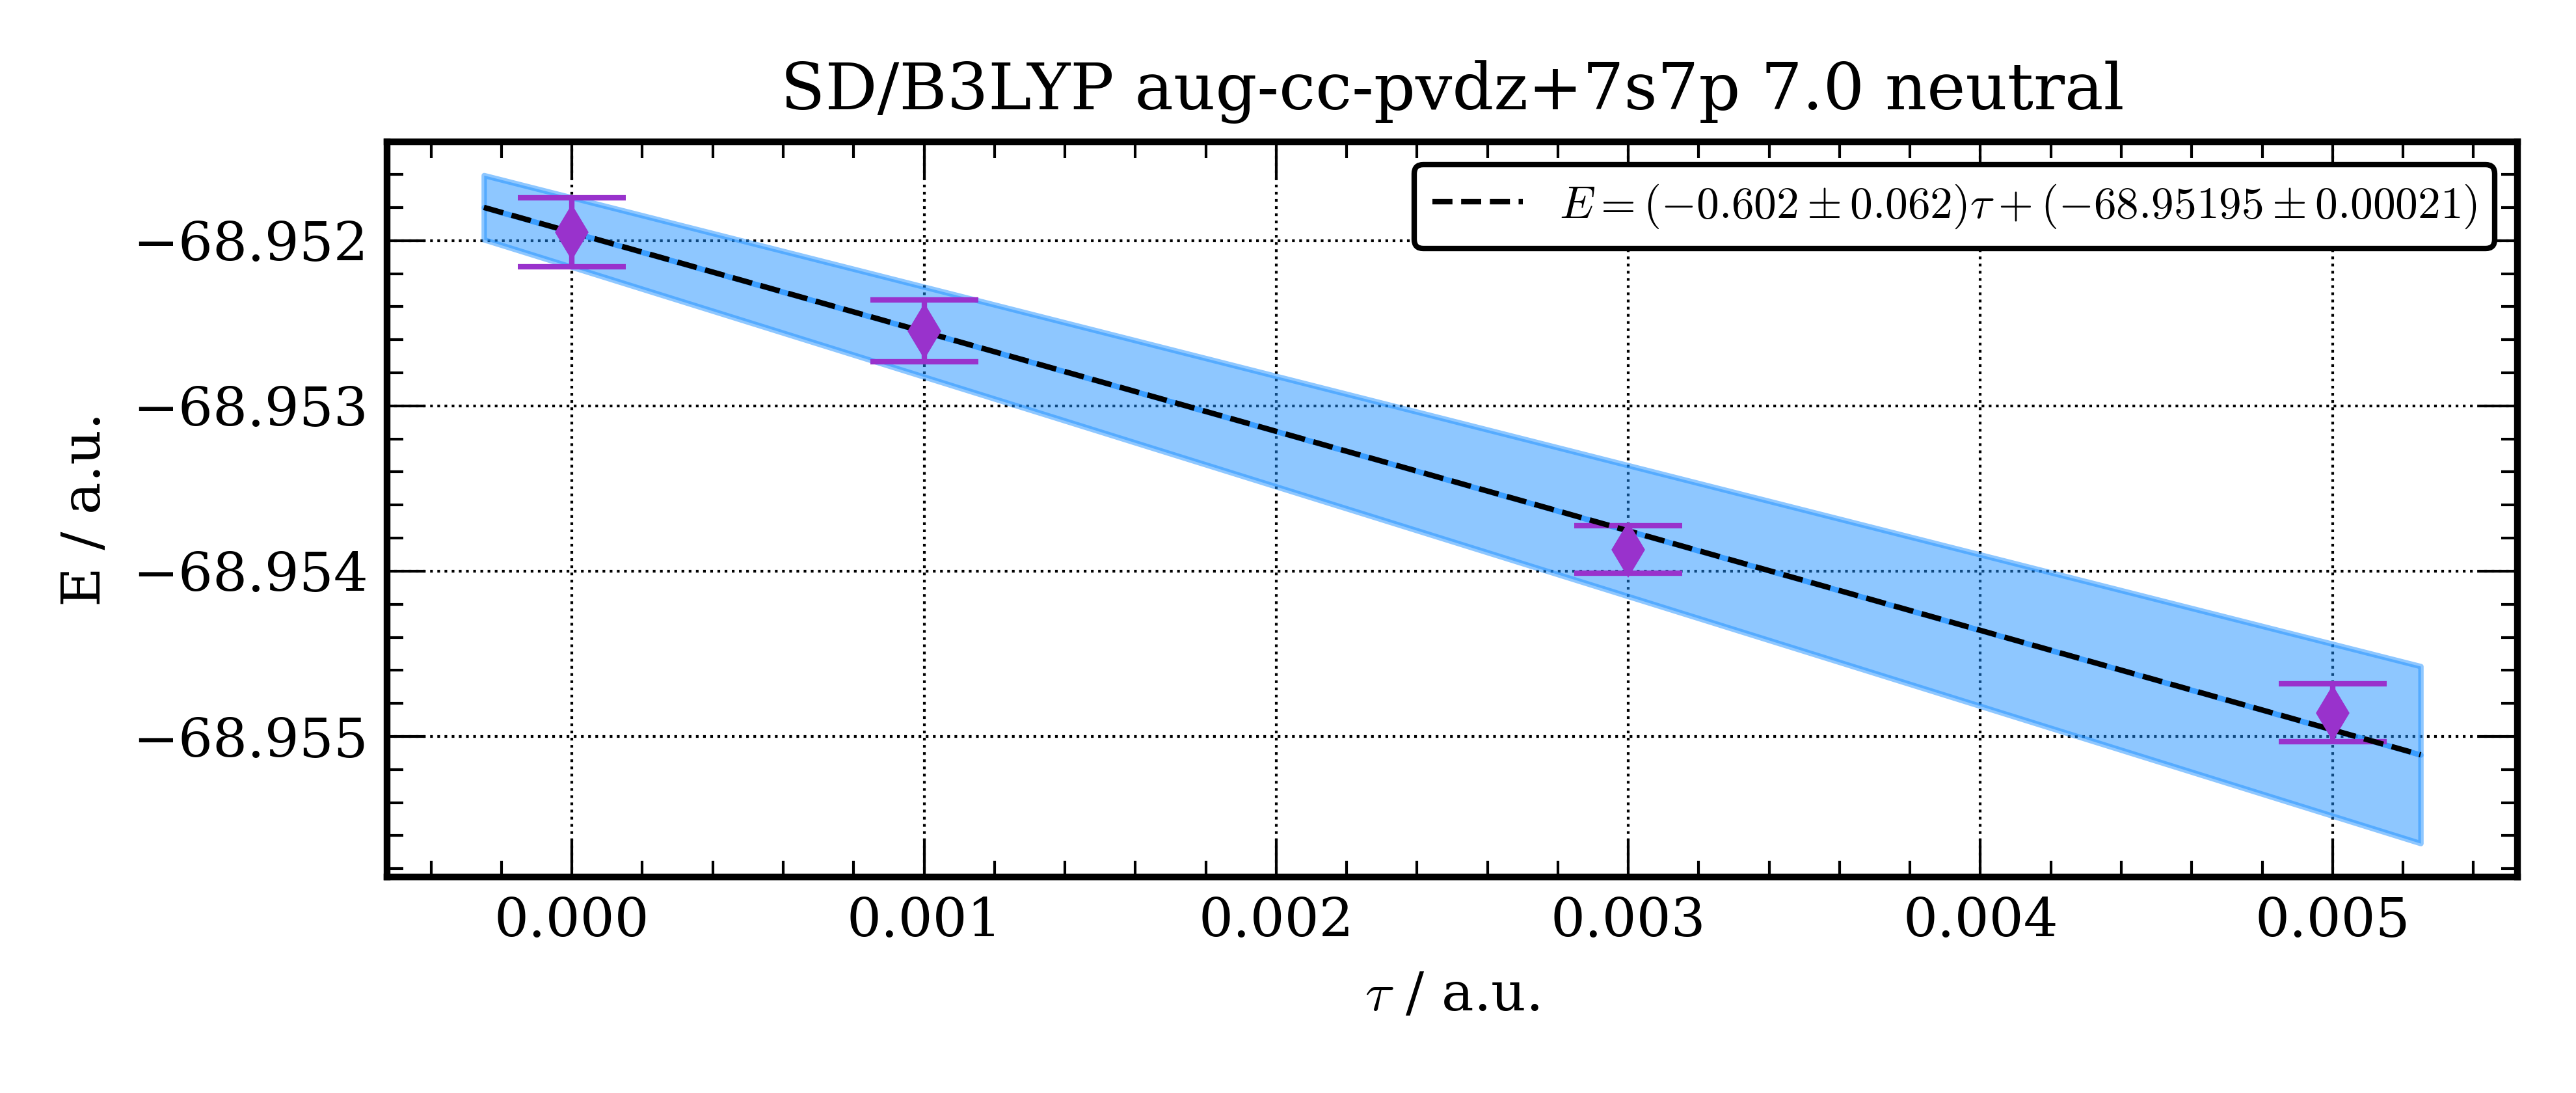 SD/B3LYP aug-cc-pvdz+7s7p 7.0 neutral
E = (−0.602 ± 0.062)τ + (−68.95195 ± 0.00021)
−68.952
−68.953
−68.954
−68.955
E / a.u.
0.000 0.001 0.002 0.003 0.004 0.005
τ / a.u.